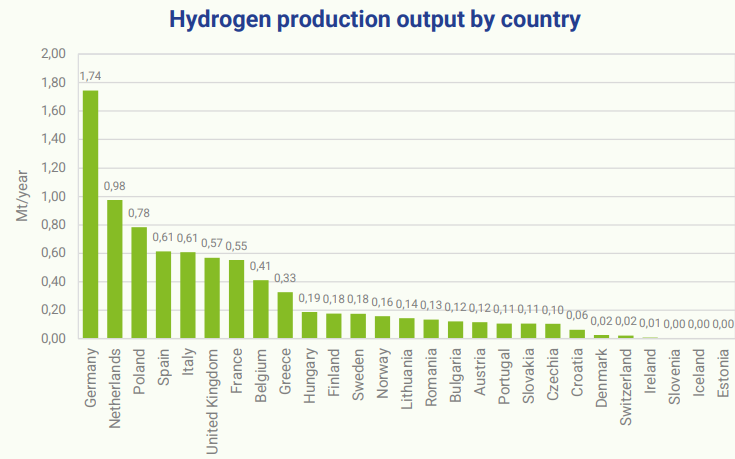 Hydrogen production output by country
Mt/year
2,00
1,80
1,60
1,40
1,20
1,00
0,80
0,60
0,40
0,20
0,00
1,74
0,98
0,78
0,61
0,61
0,57
0,55
0,41
0,33
0,19
0,18
0,18
0,16
0,14
0,13
0,12
0,12
0,11
0,11
0,10
0,06
0,02
0,02
0,01
0,00
0,00
0,00
Germany
Netherlands
Poland
Spain
Italy
United Kingdom
France
Belgium
Greece
Hungary
Finland
Sweden
Norway
Lithuania
Romania
Bulgaria
Austria
Portugal
Slovakia
Czechia
Croatia
Denmark
Switzerland
Ireland
Slovenia
Iceland
Estonia